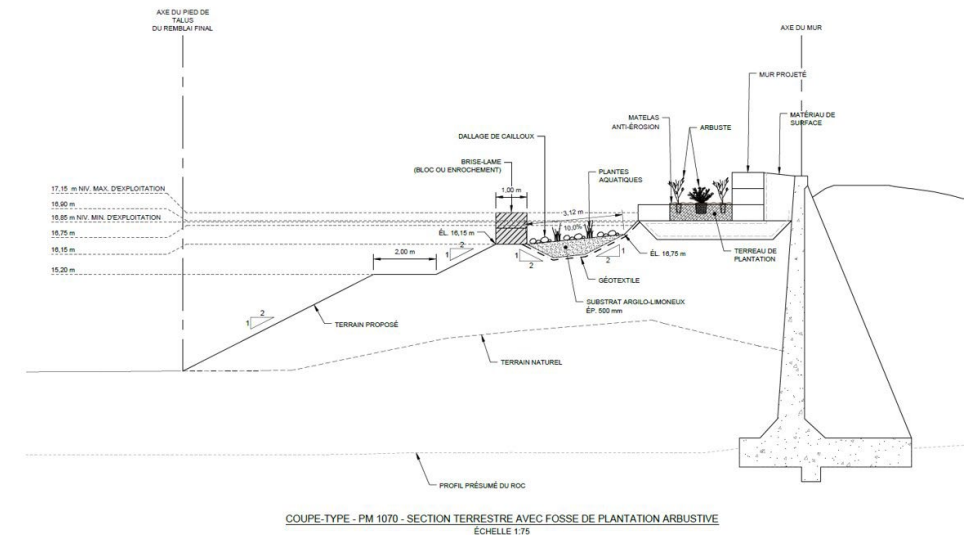 AXE DU PIED DE
TALUS
DU REMBLAI FINAL
AXE DU MUR
MUR PROJETÉ
MATÉRIAU DE
SURFACE
MATELAS
ANTI-ÉROSION
ARBUSTE
DALLAGE DE CAILLOUX
BRISE-LAME
(BLOC OU ENROCHEMENT)
PLANTES
AQUATIQUES
17,15 m NIV. MAX. D'EXPLOITATION
1,00 m
16,90 m
3,12 m
16,85 m NIV. MIN. D'EXPLOITATION
10,0%
16,75 m
ÉL. 16,15 m
16,15 m
2,00 m
1
2
1
2
2
1
ÉL. 16,75 m
TERREAU DE
PLANTATION
15,20 m
GÉOTEXTILE
SUBSTRAT ARGILO-LIMONEUX
ÉP. 500 mm
1
2
TERRAIN PROPOSÉ
TERRAIN NATUREL
PROFIL PRÉSUMÉ DU ROC
COUPE-TYPE - PM 1070 - SECTION TERRESTRE AVEC FOSSE DE PLANTATION ARBUSTIVE
ÉCHELLE 1:75